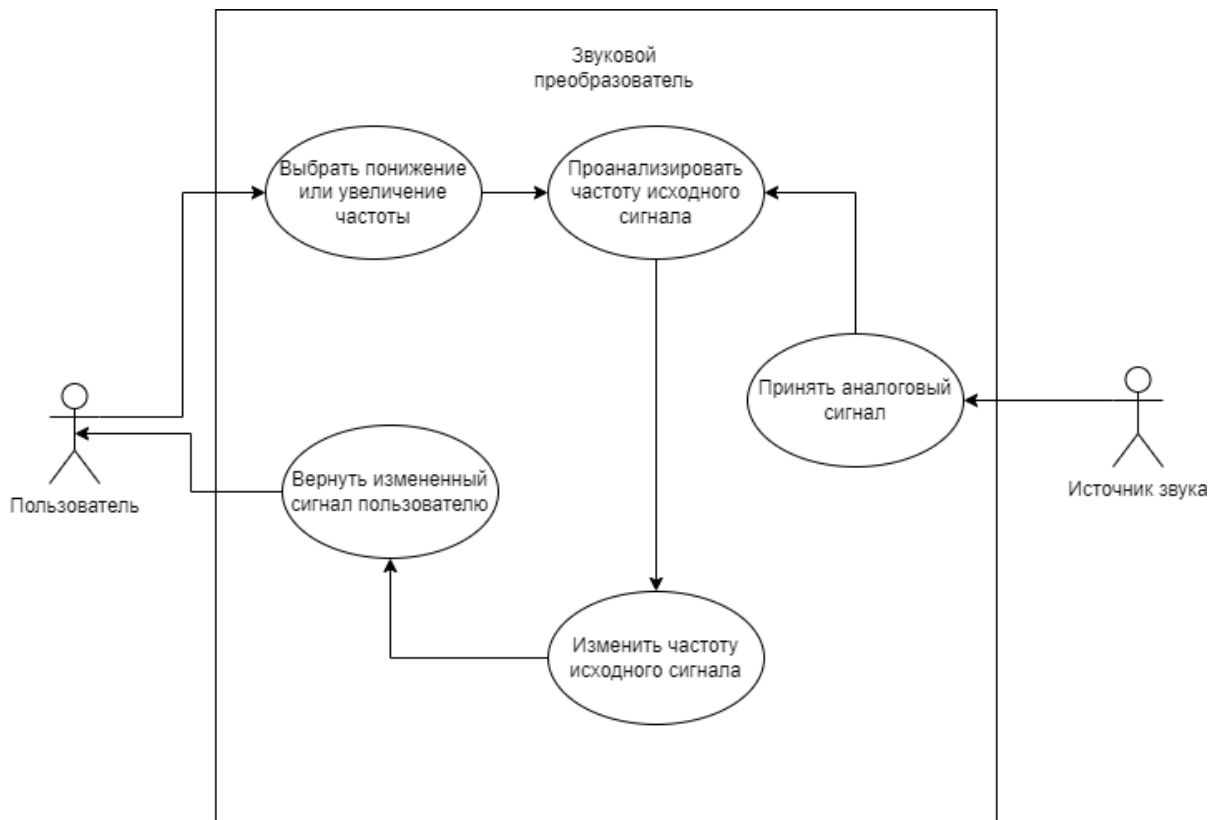 Звуковой
преобразователь
Выбрать понижение
или увеличение
частоты
Проанализировать
частоту исходного
сигнала
Принять аналоговый
сигнал
Вернуть измененный
сигнал пользователю
Пользователь
Источник звука
Изменить частоту
исходного сигнала